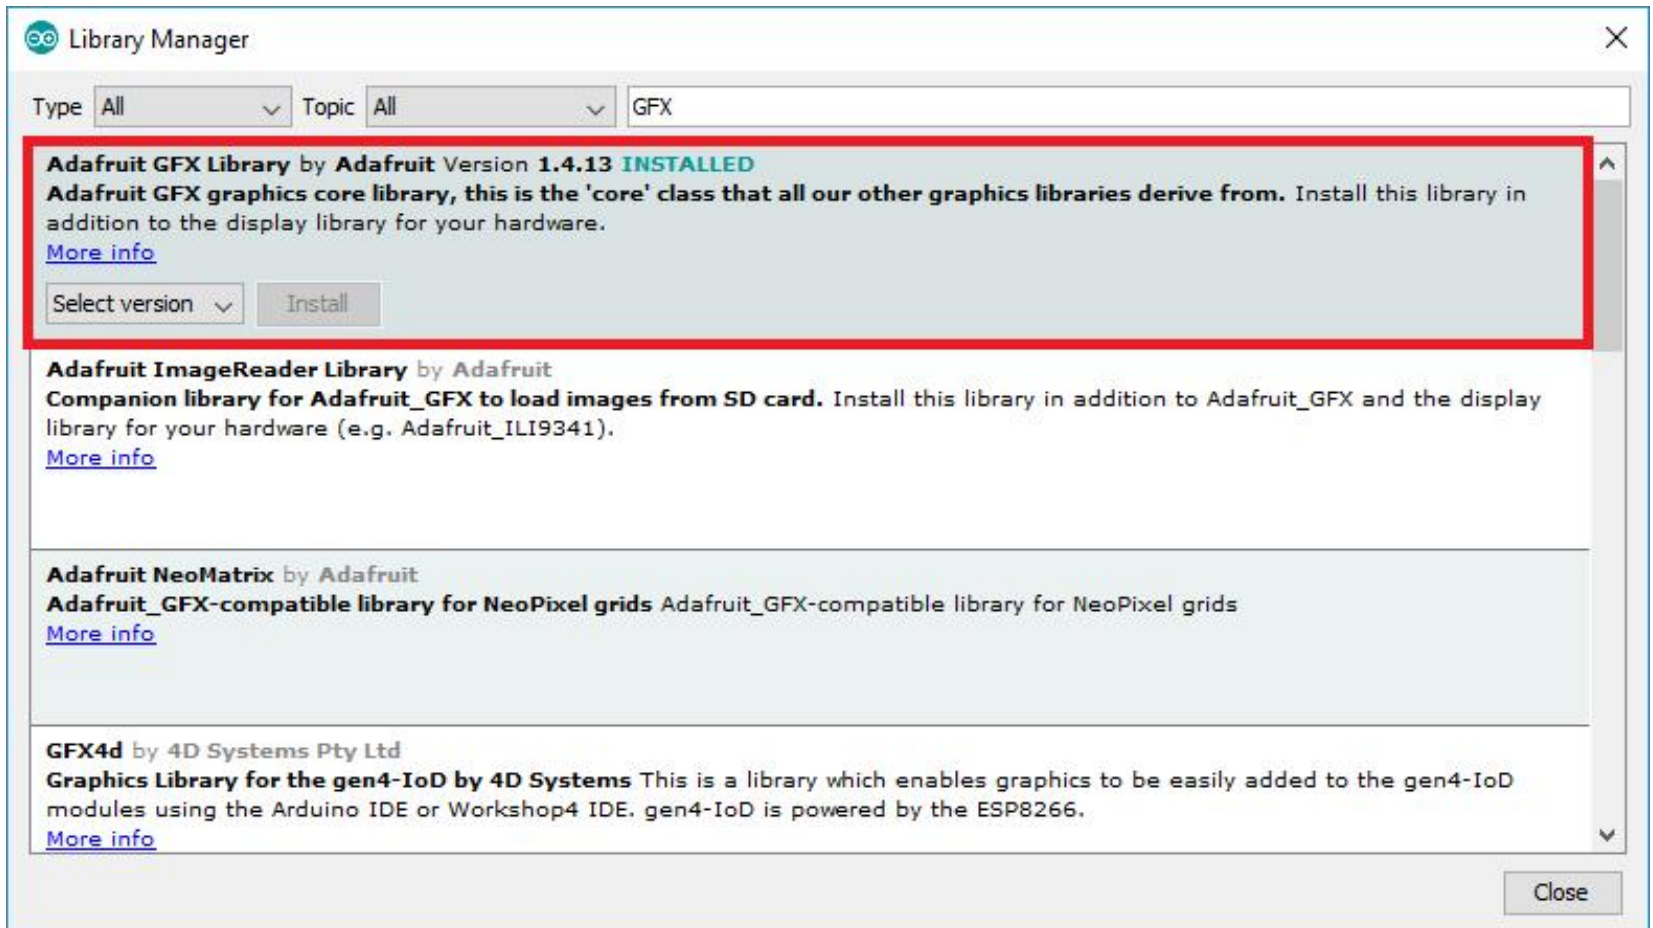 Library Manager
Type All Topic All GFX
Adafruit GFX Library by Adafruit Version 1.4.13 INSTALLED
Adafruit GFX graphics core library, this is the 'core' class that all our other graphics libraries derive from. Install this library in
addition to the display library for your hardware.
More info
Select version Install
Adafruit ImageReader Library by Adafruit
Companion library for Adafruit_GFX to load images from SD card. Install this library in addition to Adafruit_GFX and the display
library for your hardware (e.g. Adafruit_ILI9341).
More info
Adafruit NeoMatrix by Adafruit
Adafruit_GFX-compatible library for NeoPixel grids Adafruit_GFX-compatible library for NeoPixel grids
More info
GFX4d by 4D Systems Pty Ltd
Graphics Library for the gen4-IoD by 4D Systems This is a library which enables graphics to be easily added to the gen4-IoD
modules using the Arduino IDE or Workshop4 IDE. gen4-IoD is powered by the ESP8266.
More info
Close